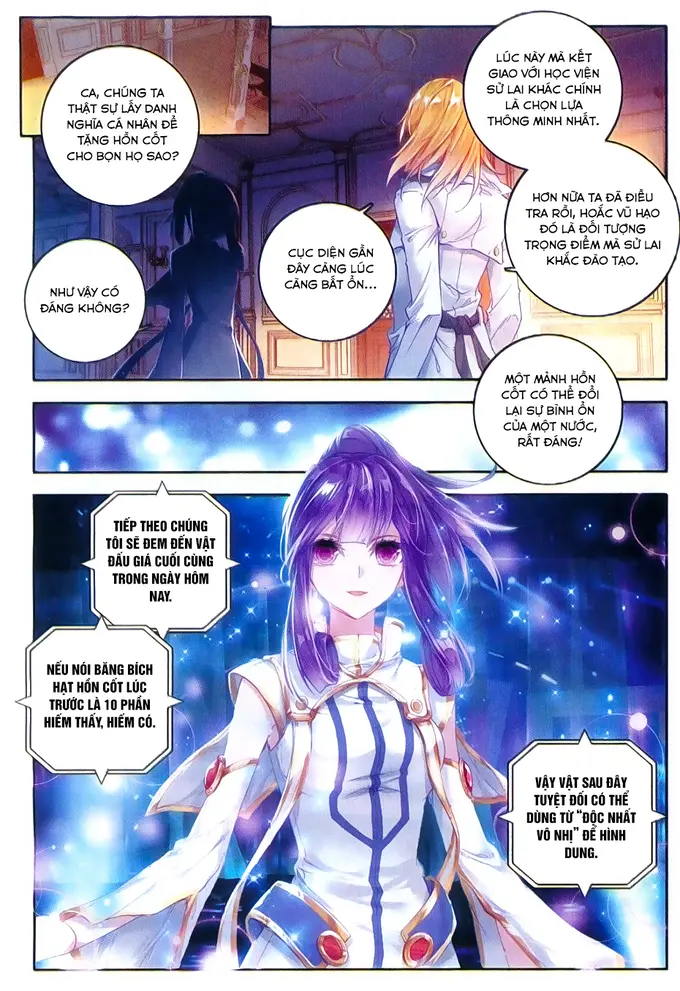 CA, CHÚNG TA
THẬT SỰ LẤY DANH
NGHĨA CÁ NHÂN ĐỂ
TẶNG HỒN CỐT
CHO BỌN HỌ SAO?
NHƯ VẬY CÓ
ĐÁNG KHÔNG?
LÚC NÀY MÀ KẾT
GIAO VỚI HỌC VIỆN
SỬ LAI KHÁC CHÍNH
LÀ CHỌN LỰA
THÔNG MINH NHẤT.
HƠN NỮA TA ĐÃ ĐIỀU
TRA RỒI, HOẮC VŨ HẠO
ĐÓ LÀ ĐỐI TƯỢNG
TRỌNG ĐIỂM MÀ SỬ LAI
KHẮC ĐÀO TẠO.
CỤC DIỆN GẦN
ĐÂY CÀNG LÚC
CÀNG BẤT ỔN...
MỘT MẢNH HỒN
CỐT CÓ THỂ ĐỔI
LẠI SỰ BÌNH ỔN
CỦA MỘT NƯỚC,
RẤT ĐÁNG!
TIẾP THEO CHÚNG
TÔI SẼ ĐEM ĐẾN VẬT
ĐẤU GIÁ CUỐI CÙNG
TRONG NGÀY HÔM
NAY.
NẾU NÓI BĂNG BÍCH
HẠT HỒN CỐT LÚC
TRƯỚC LÀ 10 PHẦN
HIẾM THẤY, HIẾM CÓ.
VẬY VẬT SAU ĐÂY
TUYỆT ĐỐI CÓ THỂ
DÙNG TỪ “ĐỘC NHẤT
VÔ NHỊ” ĐỂ HÌNH
DUNG.